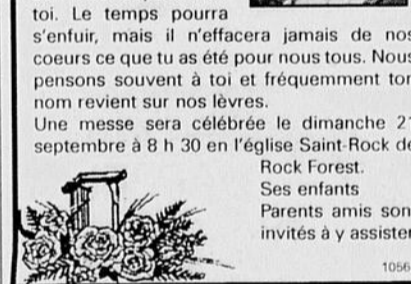 toi. Le temps pourra
s'enfuir, mais il n'effacera jamais de nos
coeurs ce que tu as été pour nous tous. Nous
pensons souvent à toi et fréquemment ton
nom revient sur nos lèvres.
Une messe sera célébrée le dimanche 21
septembre à 8 h 30 en l'église Saint-Rock de
Rock Forest.
Ses enfants
Parents amis son
invités à y assister
1056